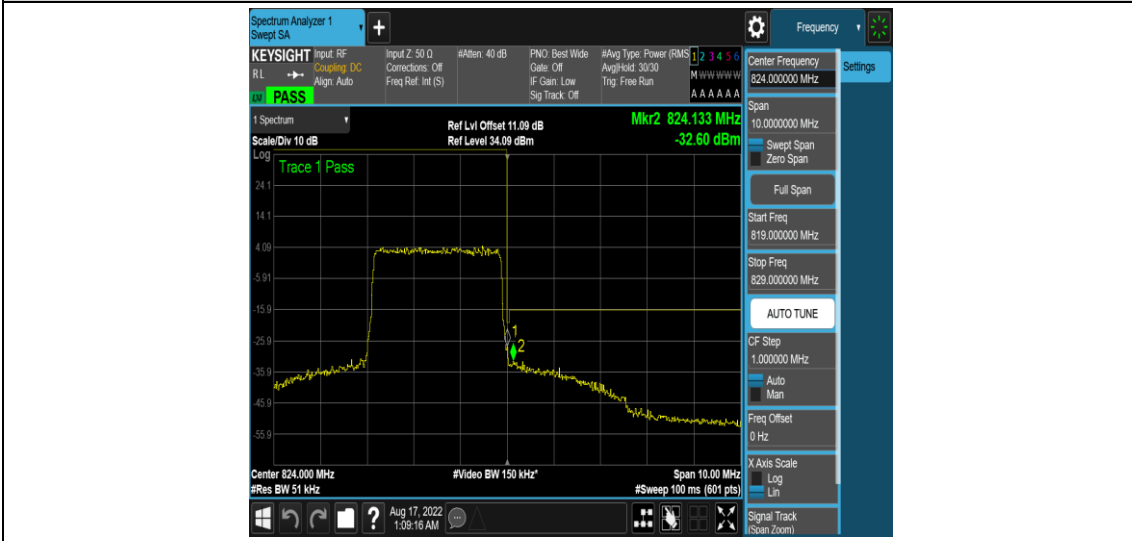 Spectrum Analyzer 1
Swept SA
+
Frequency
KEYSIGHT
RL
PASS
Input: RF
Coupling: DC
Align: Auto
Input Z: 50 Ω
Corrections: Off
Freq Ref: Int (S)
#Atten: 40 dB
PNO: Best Wide
Gate: Off
IF Gain: Low
Sig Track: Off
#Avg Type: Power (RMS
Avg|Hold: 30/30
Trig: Free Run
1 2 3 4 5 6
M W W W W W
A A A A A A
1 Spectrum
Scale/Div 10 dB
Ref Lvl Offset 11.09 dB
Ref Level 34.09 dBm
Mkr2 824.133 MHz
-32.60 dBm
Log
Trace 1 Pass
24.1
14.1
4.09
-5.91
-15.9
-25.9
-35.9
-45.9
-55.9
1
2
Center 824.000 MHz
#Res BW 51 kHz
#Video BW 150 kHz*
Span 10.00 MHz
#Sweep 100 ms (601 pts)
Center Frequency
824.000000 MHz
Settings
Span
10.0000000 MHz
Swept Span
Zero Span
Full Span
Start Freq
819.000000 MHz
Stop Freq
829.000000 MHz
AUTO TUNE
CF Step
1.000000 MHz
Auto
Man
Freq Offset
0 Hz
X Axis Scale
Log
Lin
Signal Track
(Span Zoom)
?
Aug 17, 2022
1:09:16 AM